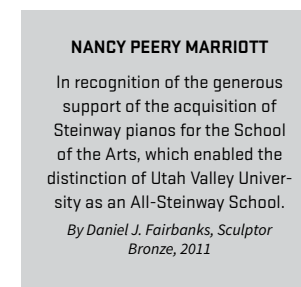 NANCY PEERY MARRIOTT
In recognition of the generous
support of the acquisition of
Steinway pianos for the School
of the Arts, which enabled the
distinction of Utah Valley Univer-
sity as an All-Steinway School.
By Daniel J. Fairbanks, Sculptor
Bronze, 2011